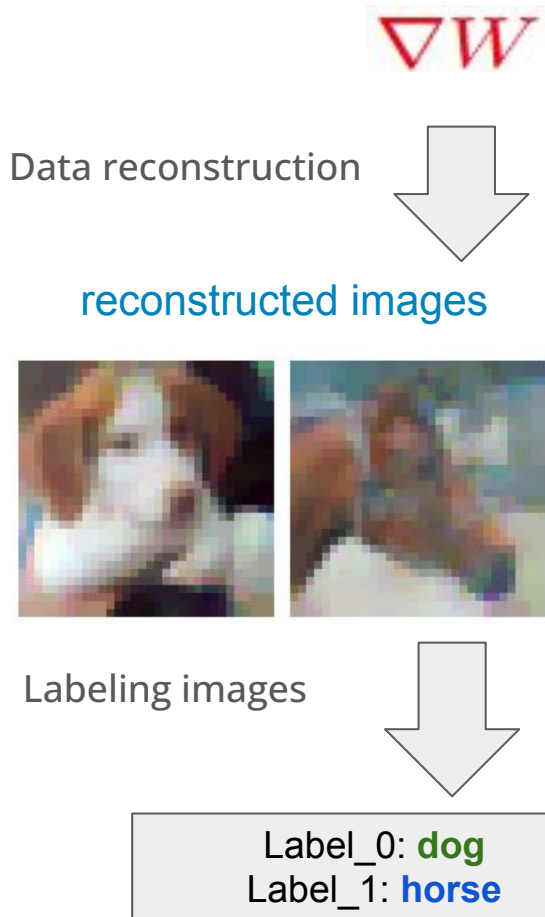 ∇W
Data reconstruction
reconstructed images
Labeling images
Label_0: dog
Label_1: horse